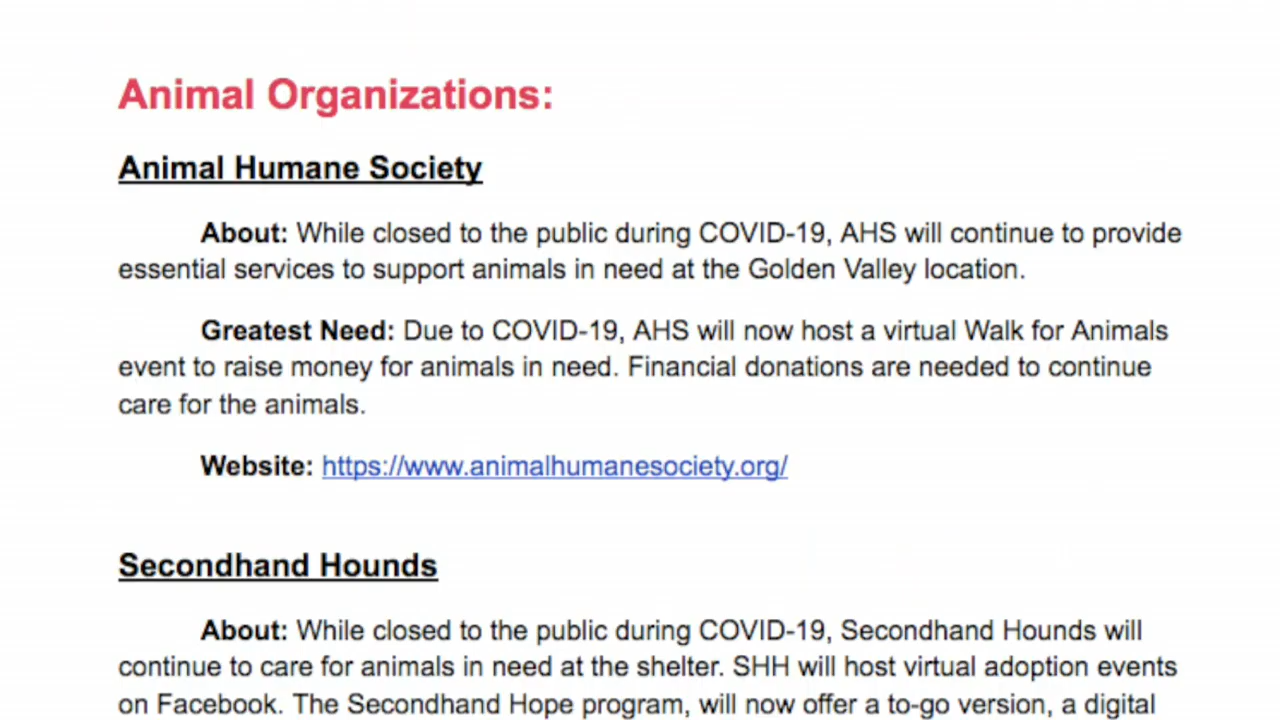 Animal Organizations:
Animal Humane Society
About: While closed to the public during COVID-19, AHS will continue to provide
essential services to support animals in need at the Golden Valley location.
Greatest Need: Due to COVID-19, AHS will now host a virtual Walk for Animals
event to raise money for animals in need. Financial donations are needed to continue
care for the animals.
Website: https://www.animalhumanesociety.org/
Secondhand Hounds
About: While closed to the public during COVID-19, Secondhand Hounds will
continue to care for animals in need at the shelter. SHH will host virtual adoption events
on Facebook. The Secondhand Hope program, will now offer a to-go version, a digital